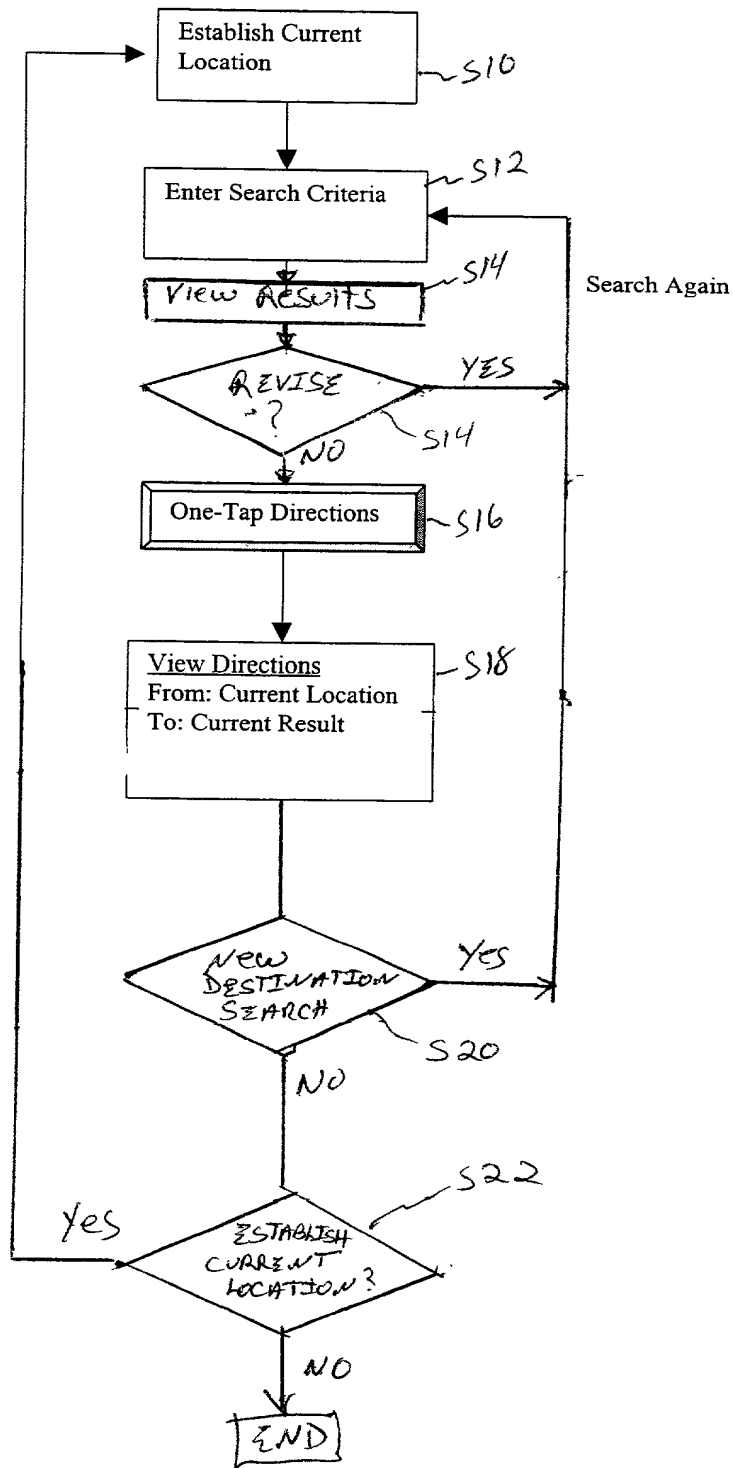 Establish Current
Location
S10
S12
Enter Search Criteria
S14
View Results
Search Again
REVISE
?
YES
S14
NO
One-Tap Directions
S16
View Directions
From: Current Location
To: Current Result
S18
NEW
DESTINATION
SEARCH
Yes
S20
NO
S22
Yes
ESTABLISH
CURRENT
LOCATION?
NO
END